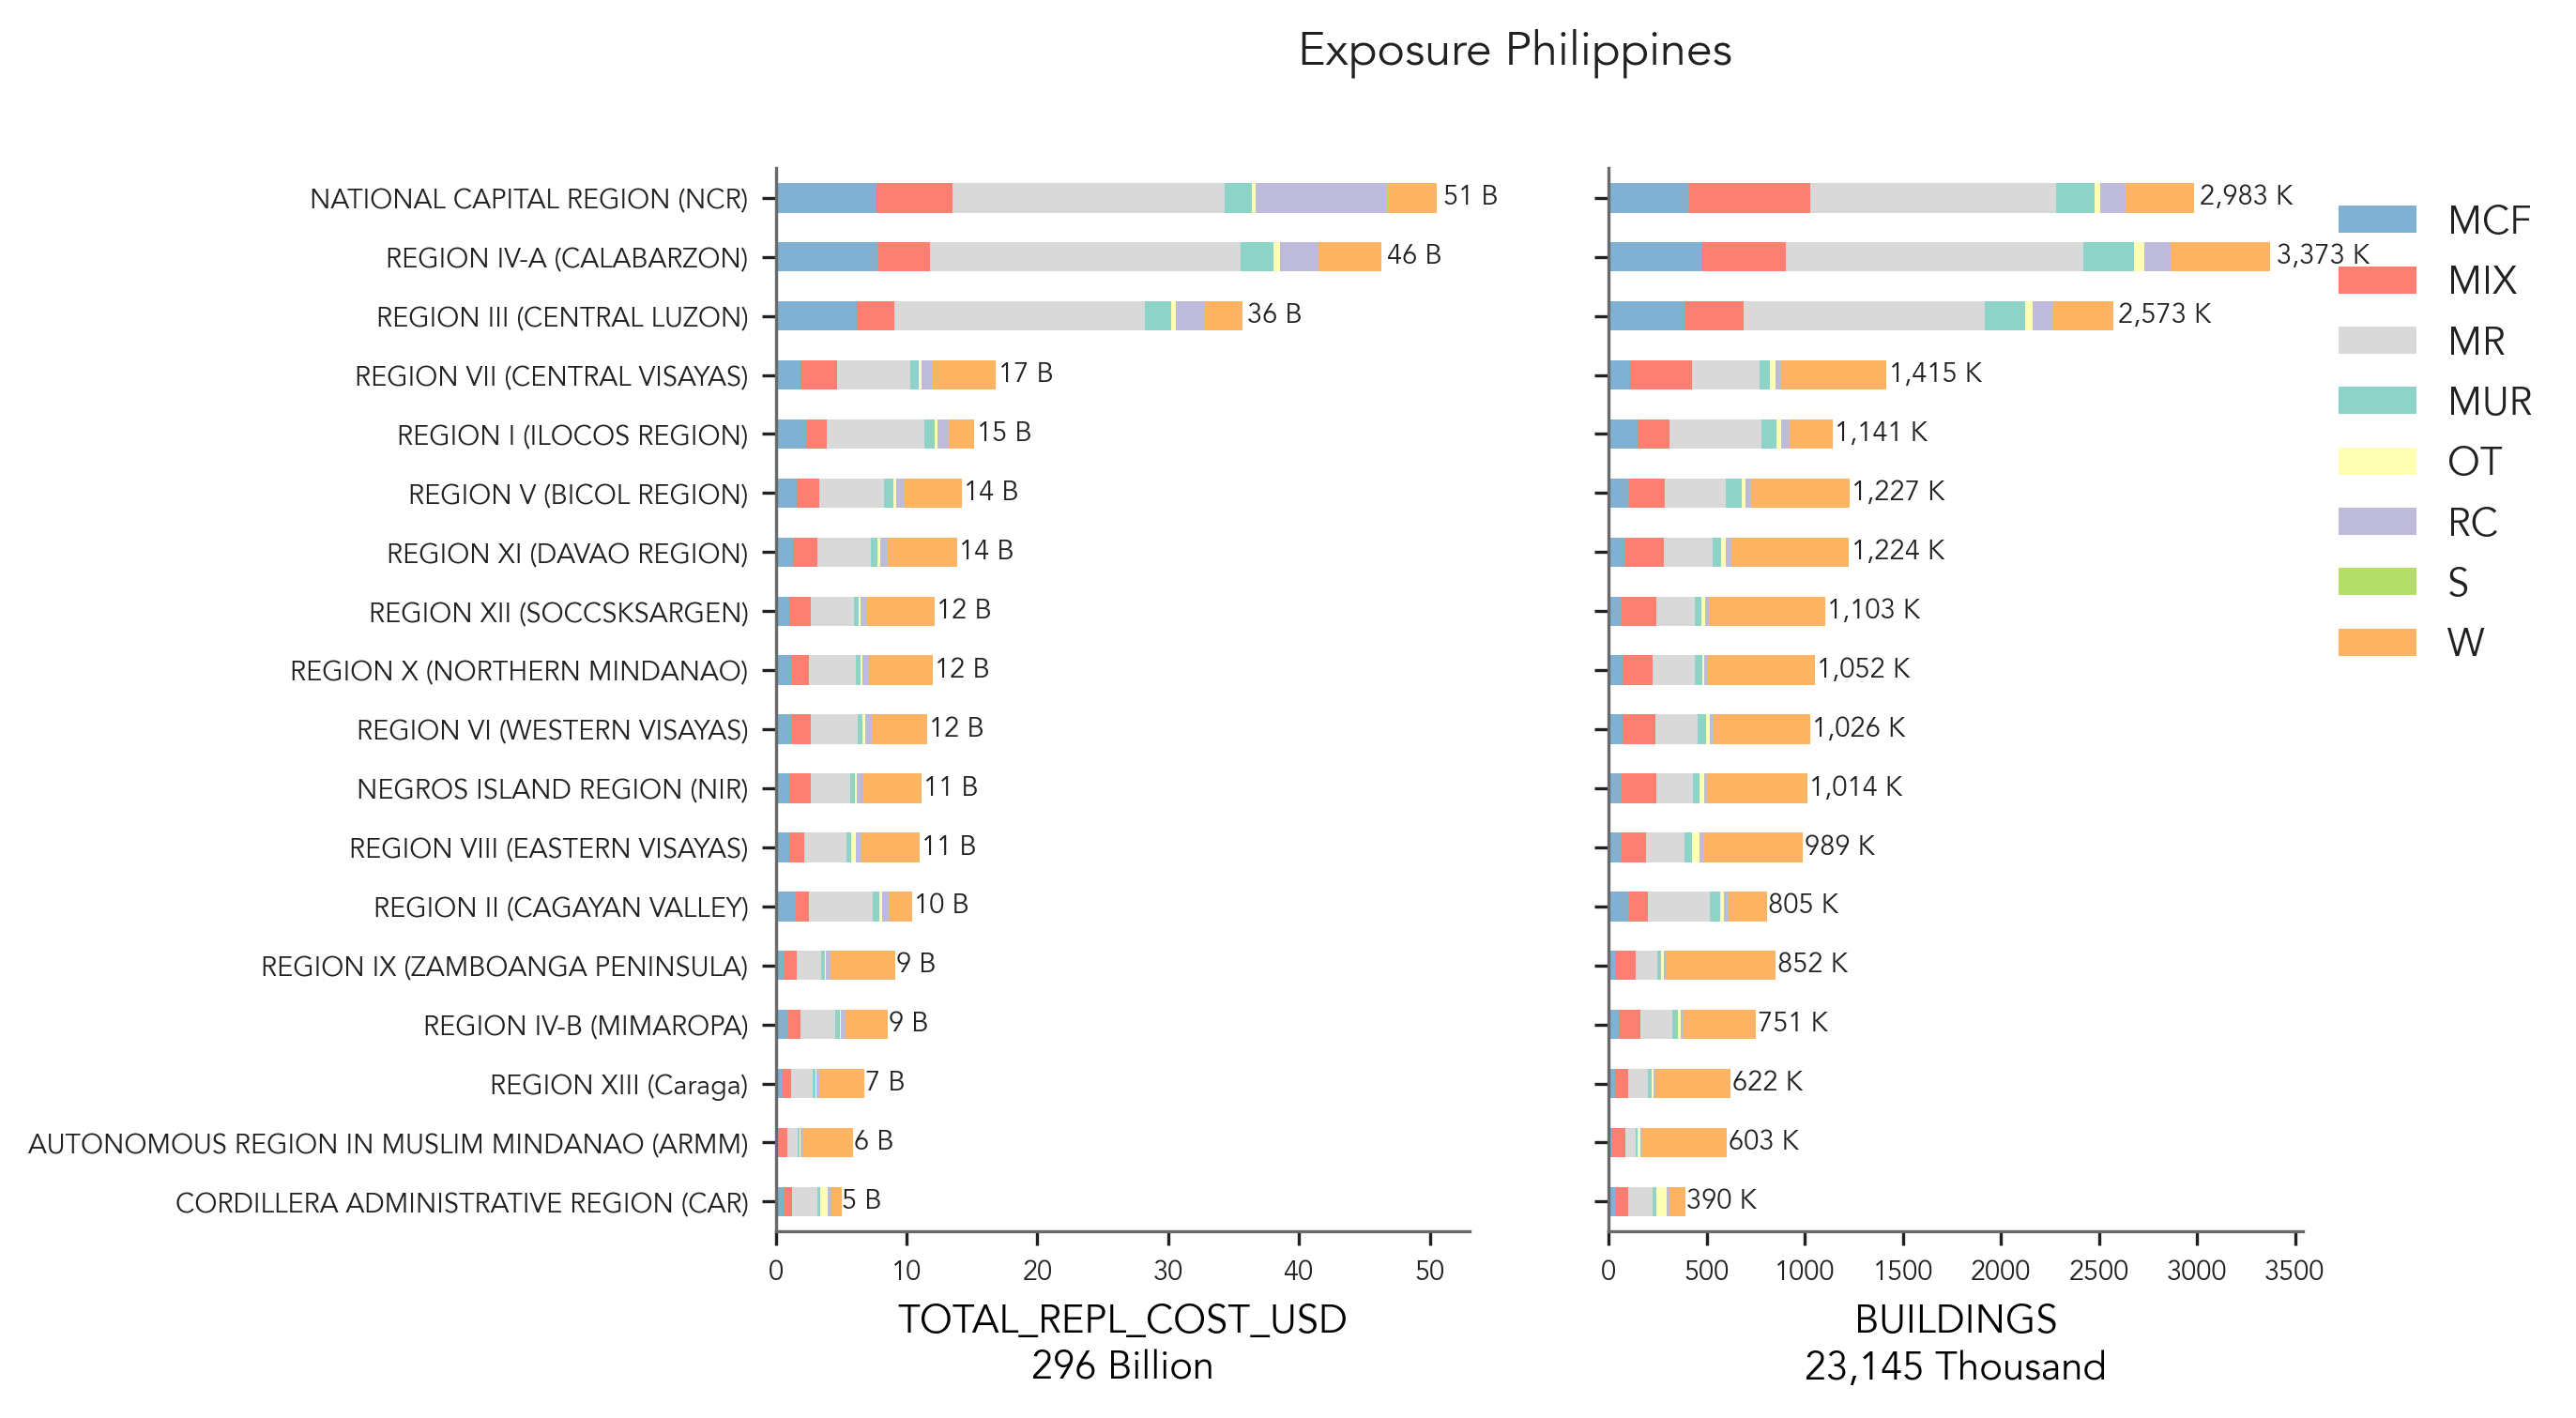 Exposure Philippines
NATIONAL CAPITAL REGION (NCR) 51 B 2,983 K
REGION IV-A (CALABARZON) 46 B 3,373 K
REGION III (CENTRAL LUZON) 36 B 2,573 K
REGION VII (CENTRAL VISAYAS) 17 B 1,415 K
REGION I (ILOCOS REGION) 15 B 1,141 K
REGION V (BICOL REGION) 14 B 1,227 K
REGION XI (DAVAO REGION) 14 B 1,224 K
REGION XII (SOCCSKSARGEN) 12 B 1,103 K
REGION X (NORTHERN MINDANAO) 12 B 1,052 K
REGION VI (WESTERN VISAYAS) 12 B 1,026 K
NEGROS ISLAND REGION (NIR) 11 B 1,014 K
REGION VIII (EASTERN VISAYAS) 11 B 989 K
REGION II (CAGAYAN VALLEY) 10 B 805 K
REGION IX (ZAMBOANGA PENINSULA) 9 B 852 K
REGION IV-B (MIMAROPA) 9 B 751 K
REGION XIII (Caraga) 7 B 622 K
AUTONOMOUS REGION IN MUSLIM MINDANAO (ARMM) 6 B 603 K
CORDILLERA ADMINISTRATIVE REGION (CAR) 5 B 390 K
0 10 20 30 40 50
TOTAL_REPL_COST_USD
296 Billion
0 500 1000 1500 2000 2500 3000 3500
BUILDINGS
23,145 Thousand
MCF
MIX
MR
MUR
OT
RC
S
W